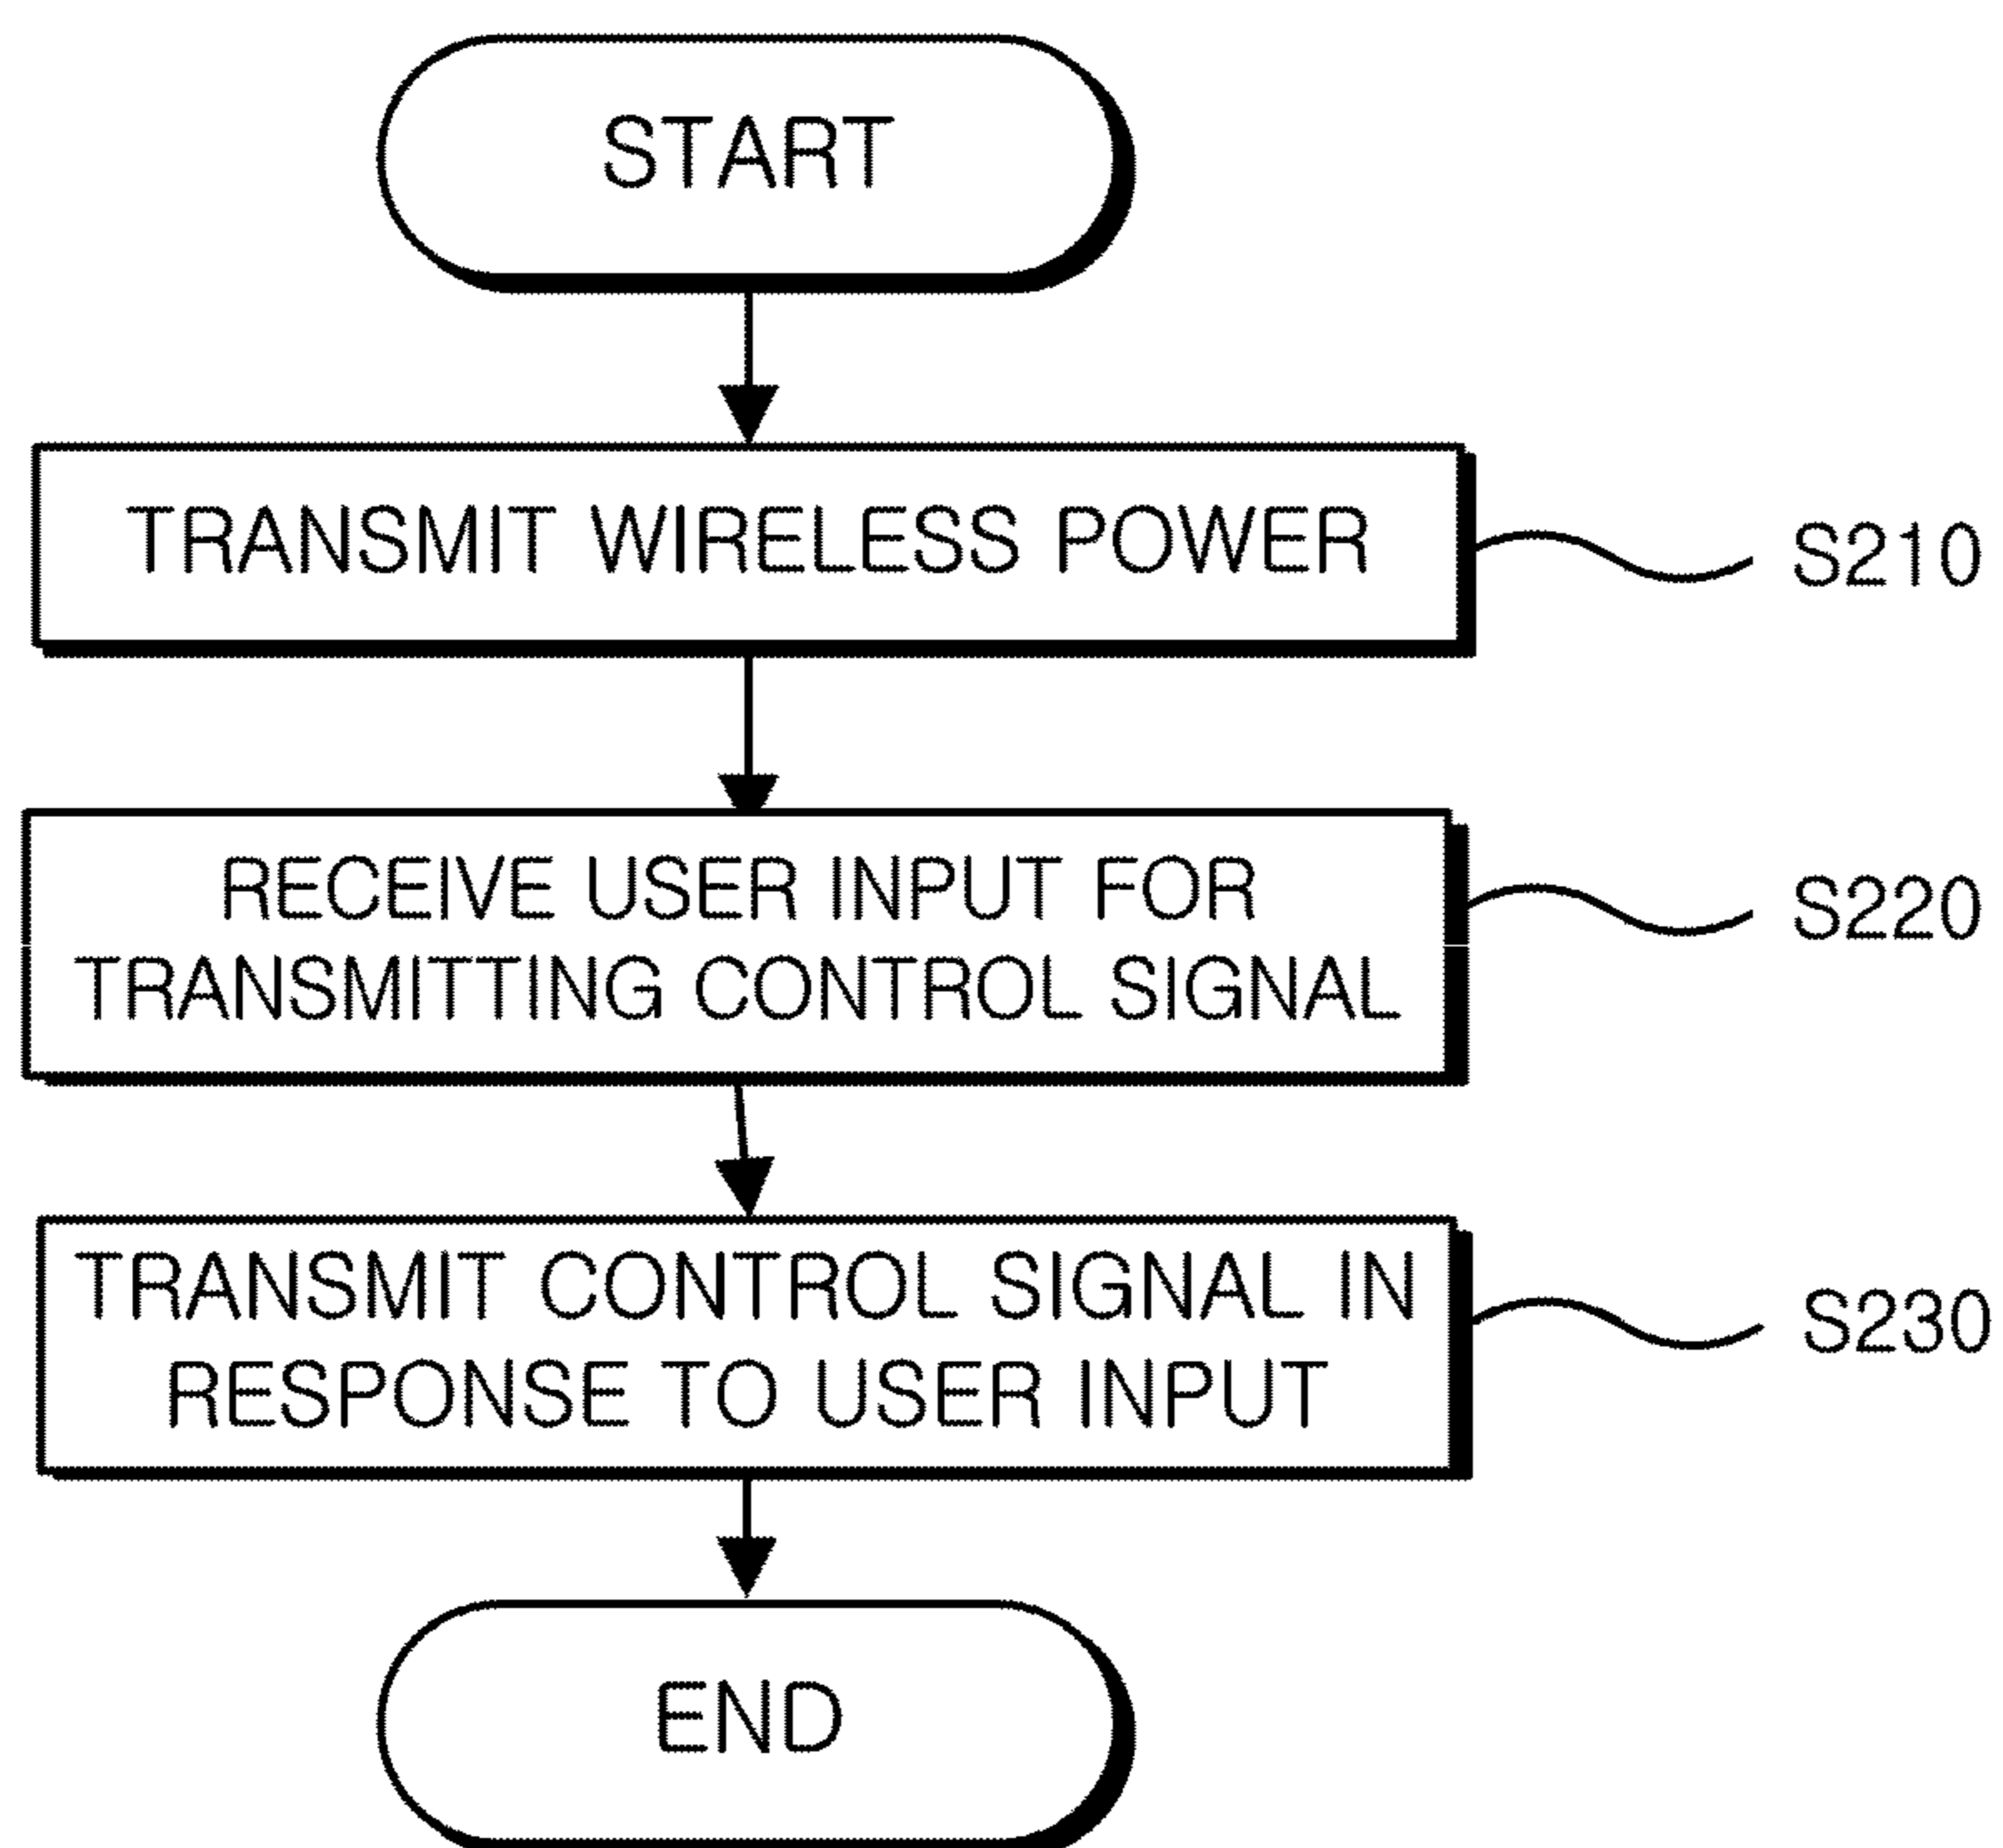 START
TRANSMIT WIRELESS POWER
S210
RECEIVE USER INPUT FOR
TRANSMITTING CONTROL SIGNAL
S220
TRANSMIT CONTROL SIGNAL IN
RESPONSE TO USER INPUT
S230
END